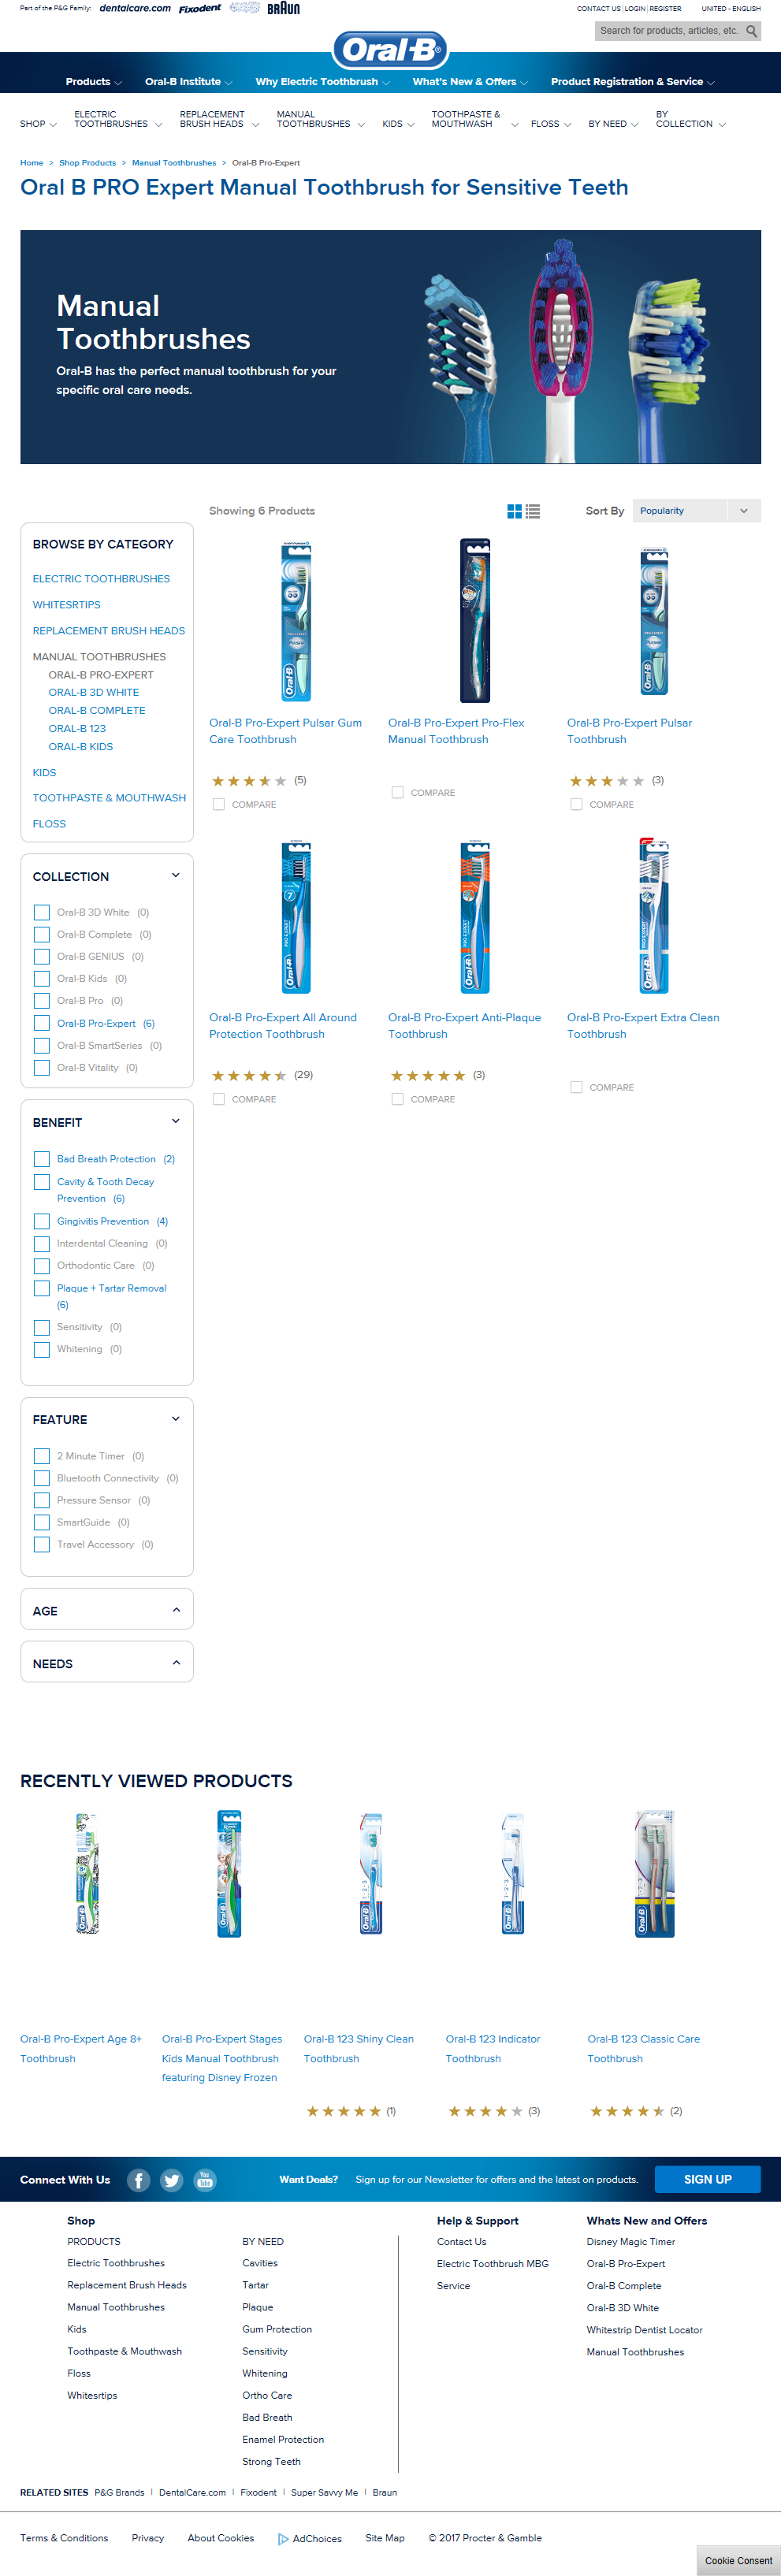 Part of the P&G Family: dentalcare.com Fixodent BRAUN
CONTACT US | LOGIN | REGISTER UNITED - ENGLISH
Search for products, articles, etc.
Oral-B
Products Oral-B Institute Why Electric Toothbrush What's New & Offers Product Registration & Service
SHOP ELECTRIC TOOTHBRUSHES REPLACEMENT BRUSH HEADS MANUAL TOOTHBRUSHES KIDS TOOTHPASTE & MOUTHWASH FLOSS BY NEED BY COLLECTION
Home > Shop Products > Manual Toothbrushes > Oral-B Pro-Expert
Oral B PRO Expert Manual Toothbrush for Sensitive Teeth
Manual
Toothbrushes
Oral-B has the perfect manual toothbrush for your
specific oral care needs.
Showing 6 Products
Sort By Popularity
BROWSE BY CATEGORY
ELECTRIC TOOTHBRUSHES
WHITESRTIPS
REPLACEMENT BRUSH HEADS
MANUAL TOOTHBRUSHES
ORAL-B PRO-EXPERT
ORAL-B 3D WHITE
ORAL-B COMPLETE
ORAL-B 123
ORAL-B KIDS
KIDS
TOOTHPASTE & MOUTHWASH
FLOSS
COLLECTION
Oral-B 3D White (0)
Oral-B Complete (0)
Oral-B GENIUS (0)
Oral-B Kids (0)
Oral-B Pro (0)
Oral-B Pro-Expert (6)
Oral-B SmartSeries (0)
Oral-B Vitality (0)
BENEFIT
Bad Breath Protection (2)
Cavity & Tooth Decay
Prevention (6)
Gingivitis Prevention (4)
Interdental Cleaning (0)
Orthodontic Care (0)
Plaque + Tartar Removal
(6)
Sensitivity (0)
Whitening (0)
FEATURE
2 Minute Timer (0)
Bluetooth Connectivity (0)
Pressure Sensor (0)
SmartGuide (0)
Travel Accessory (0)
AGE
NEEDS
Oral-B Pro-Expert Pulsar Gum
Care Toothbrush
(5)
COMPARE
Oral-B Pro-Expert Pro-Flex
Manual Toothbrush
COMPARE
Oral-B Pro-Expert Pulsar
Toothbrush
(3)
COMPARE
Oral-B Pro-Expert All Around
Protection Toothbrush
(29)
COMPARE
Oral-B Pro-Expert Anti-Plaque
Toothbrush
(3)
COMPARE
Oral-B Pro-Expert Extra Clean
Toothbrush
COMPARE
RECENTLY VIEWED PRODUCTS
Oral-B Pro-Expert Age 8+
Toothbrush
Oral-B Pro-Expert Stages
Kids Manual Toothbrush
featuring Disney Frozen
Oral-B 123 Shiny Clean
Toothbrush
(1)
Oral-B 123 Indicator
Toothbrush
(3)
Oral-B 123 Classic Care
Toothbrush
(2)
Connect With Us Want Deals? Sign up for our Newsletter for offers and the latest on products. SIGN UP
Shop
PRODUCTS
Electric Toothbrushes
Replacement Brush Heads
Manual Toothbrushes
Kids
Toothpaste & Mouthwash
Floss
Whitesrtips
BY NEED
Cavities
Tartar
Plaque
Gum Protection
Sensitivity
Whitening
Ortho Care
Bad Breath
Enamel Protection
Strong Teeth
Help & Support
Contact Us
Electric Toothbrush MBG
Service
Whats New and Offers
Disney Magic Timer
Oral-B Pro-Expert
Oral-B Complete
Oral-B 3D White
Whitestrip Dentist Locator
Manual Toothbrushes
RELATED SITES P&G Brands | DentalCare.com | Fixodent | Super Savvy Me | Braun
Terms & Conditions Privacy About Cookies AdChoices Site Map © 2017 Procter & Gamble
Cookie Consent